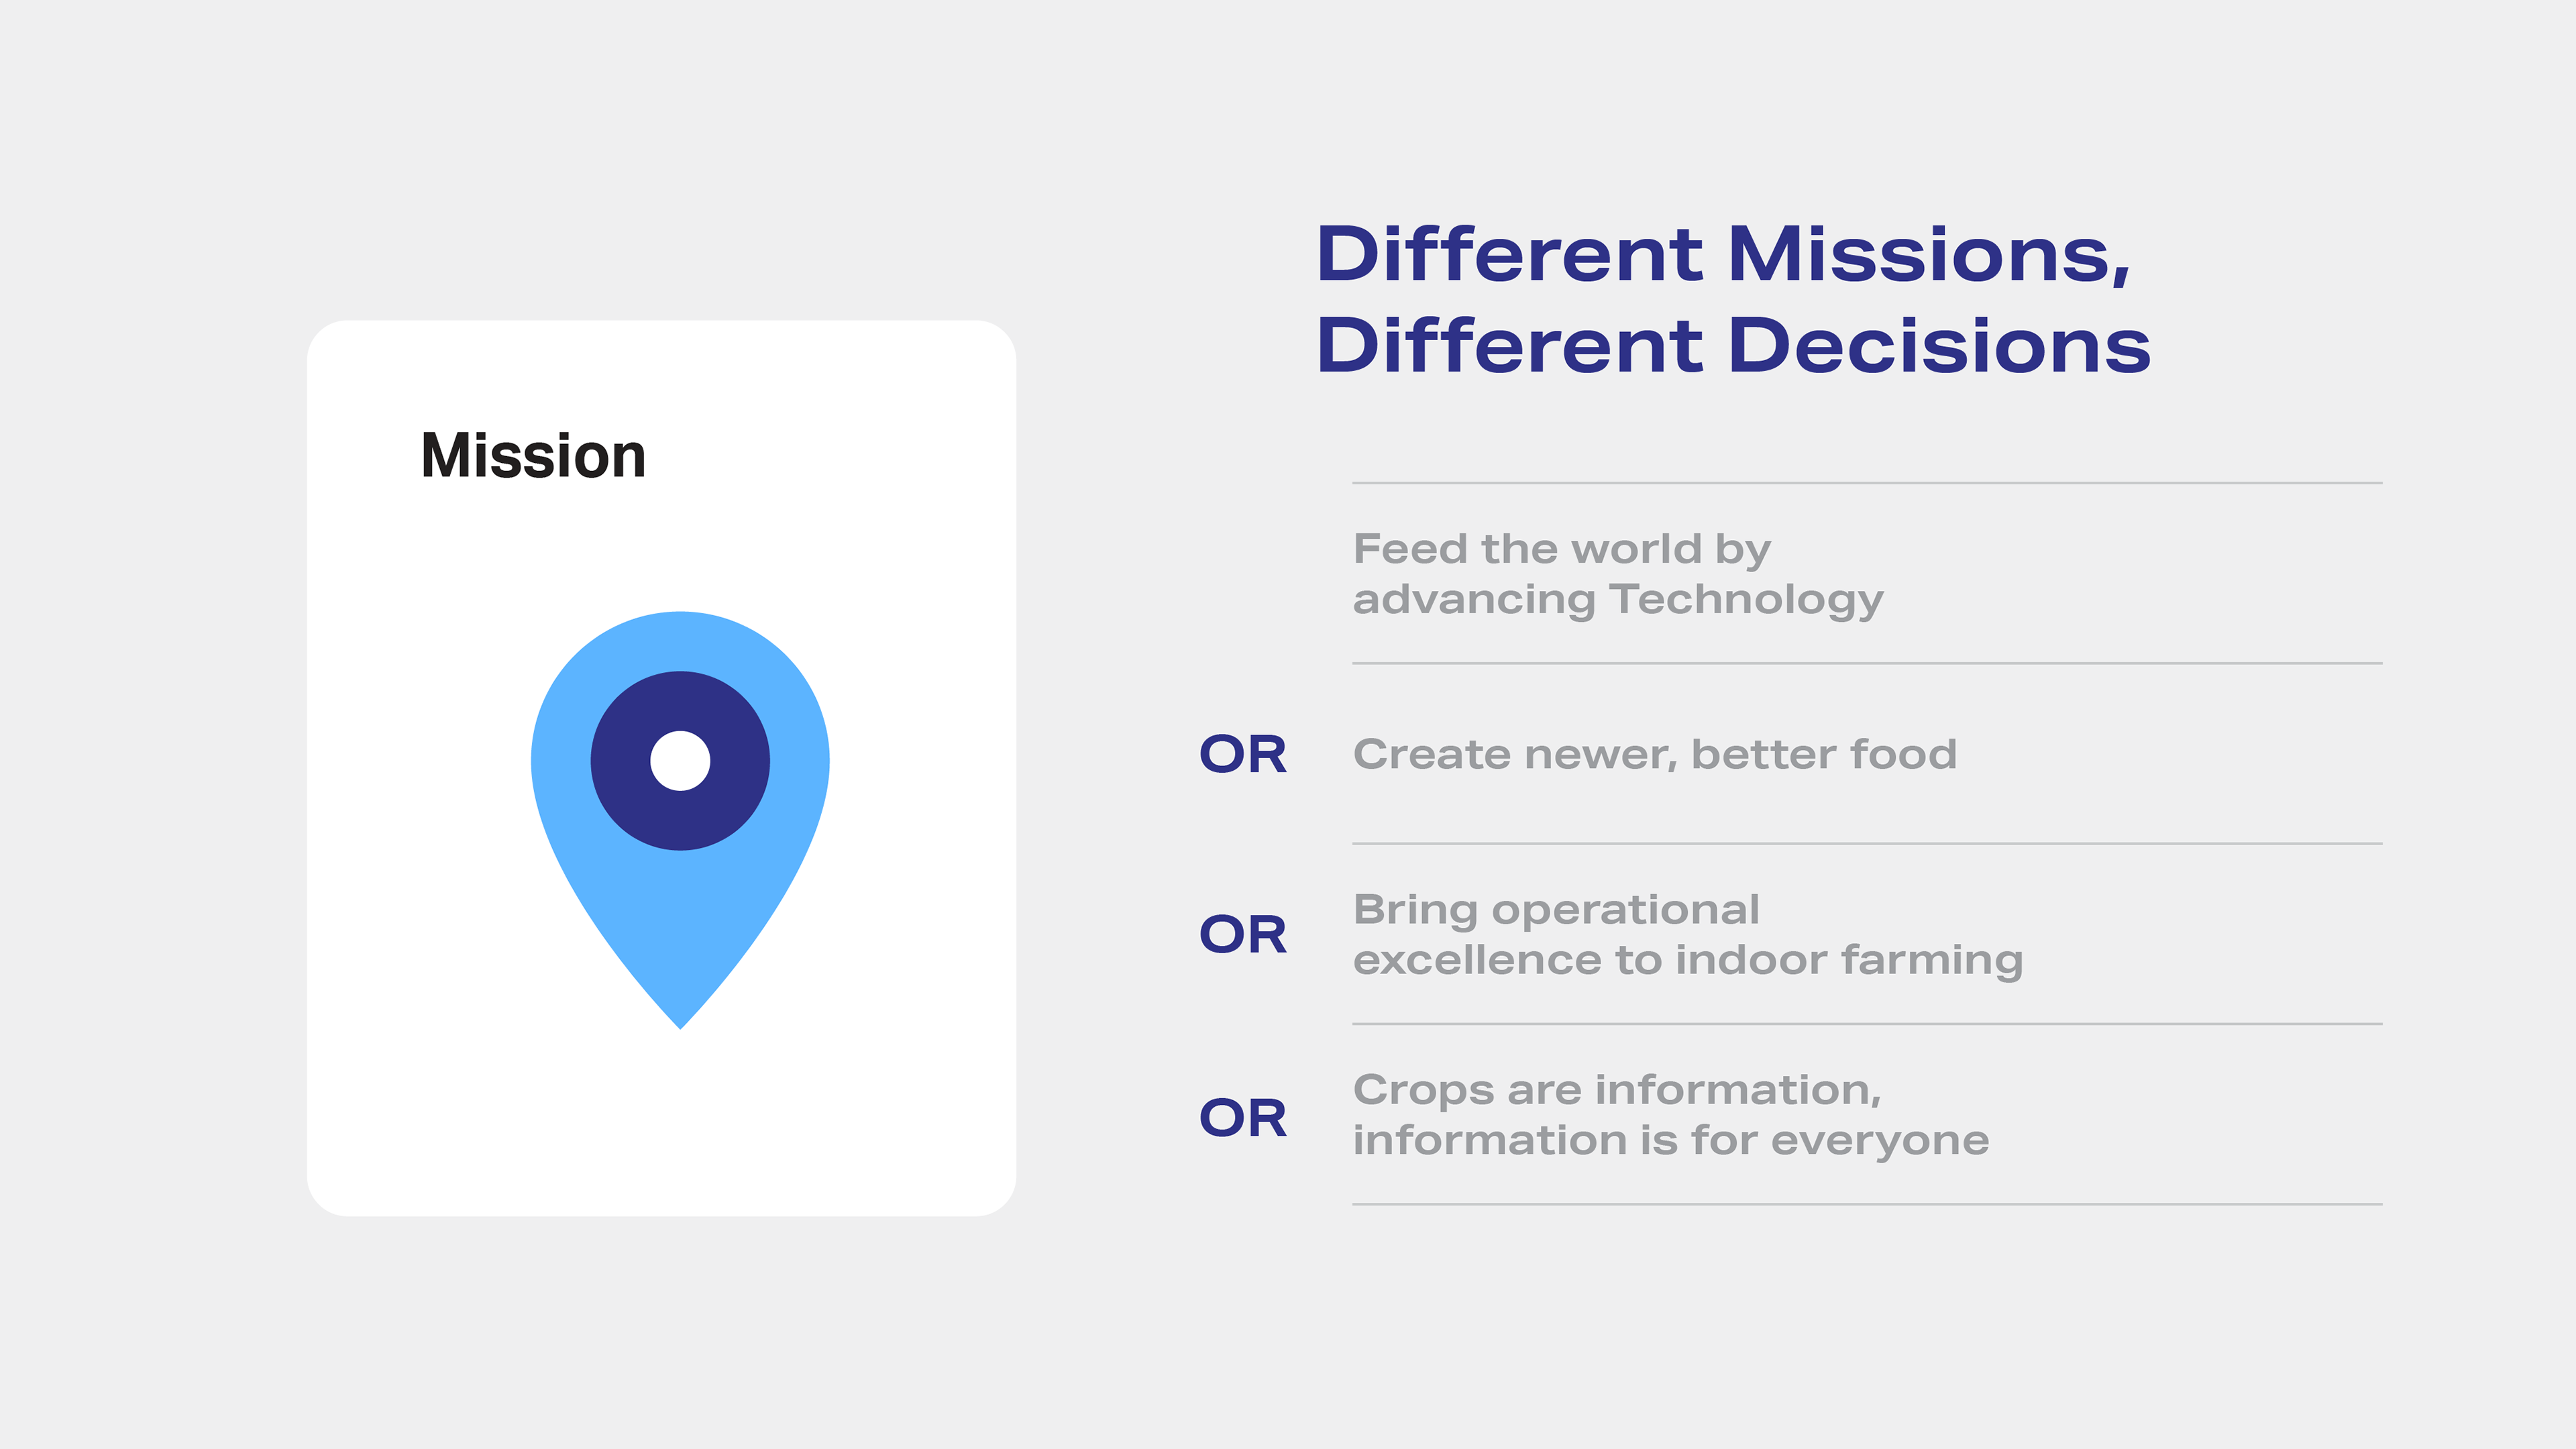 Mission
Different Missions,
Different Decisions
Feed the world by
advancing Technology
OR
Create newer, better food
OR
Bring operational
excellence to indoor farming
OR
Crops are information,
information is for everyone